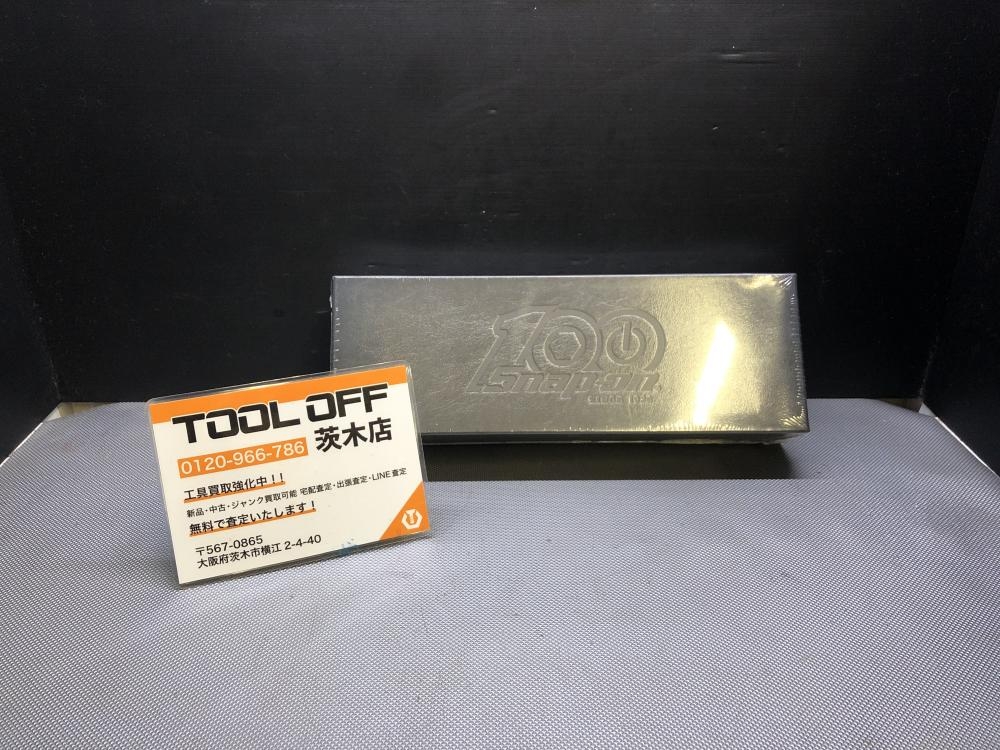 TOOL OFF
茨木店
0120-966-786
工具買取強化中!!
新品・中古・ジャンク買取可能 宅配査定・出張査定・LINE査定
無料で査定いたします!
〒567-0865
大阪府茨木市横江 2-4-40
100
Snap-on
SINCE 1920